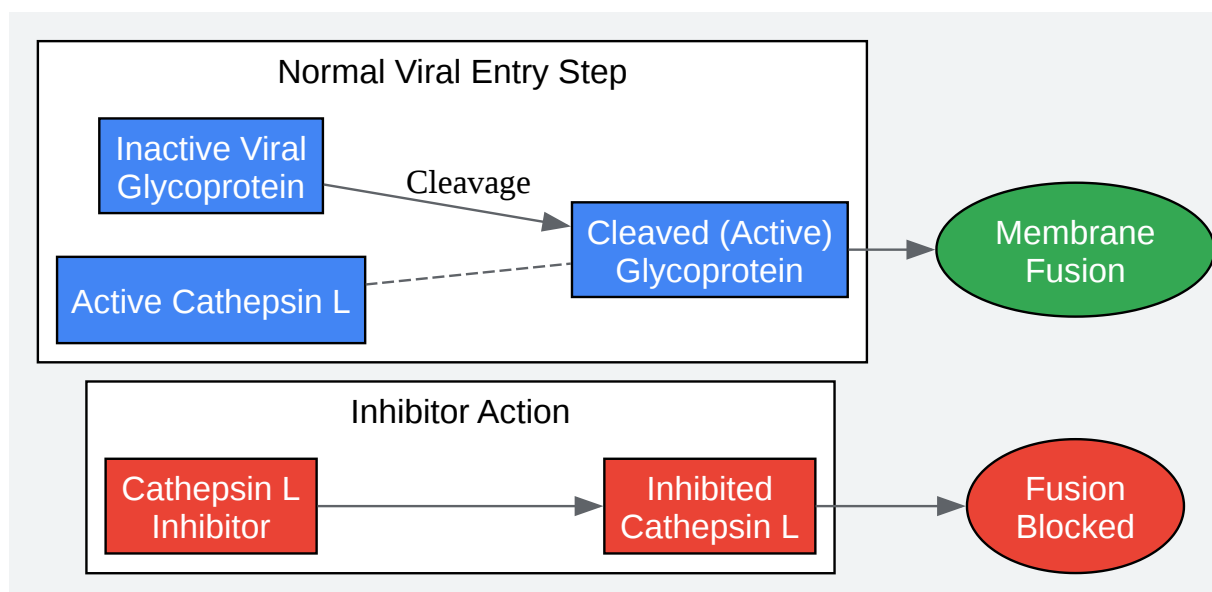 Normal Viral Entry Step
Inactive Viral
Glycoprotein
Cleavage
Cleaved (Active)
Glycoprotein
Membrane
Fusion
Active Cathepsin L
Inhibitor Action
Cathepsin L
Inhibitor
Inhibited
Cathepsin L
Fusion
Blocked